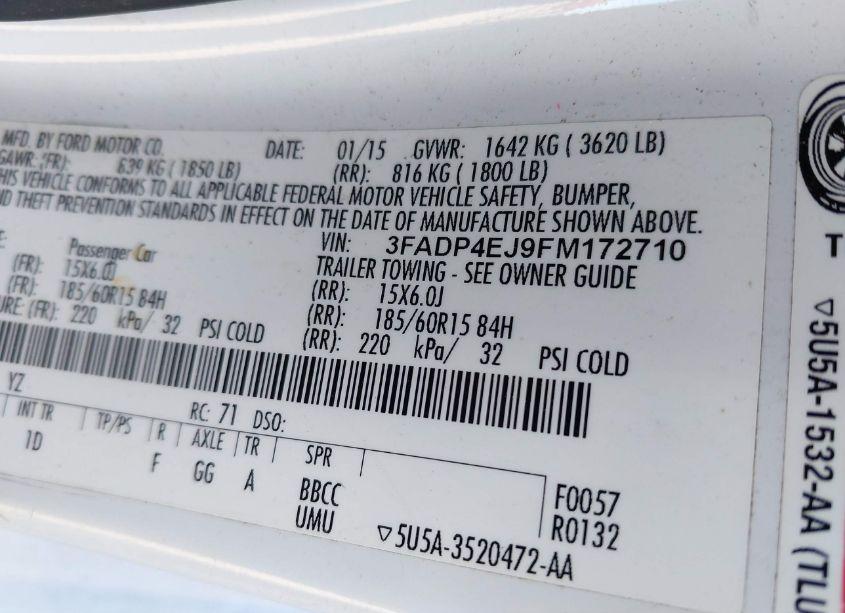 MFD. BY FORD MOTOR CO. DATE: 01/15 GVWR: 1642 KG ( 3620 LB)
GAWR: (FR): 839 KG ( 1850 LB) (RR): 816 KG ( 1800 LB)
THIS VEHICLE CONFORMS TO ALL APPLICABLE FEDERAL MOTOR VEHICLE SAFETY, BUMPER,
ND THEFT PREVENTION STANDARDS IN EFFECT ON THE DATE OF MANUFACTURE SHOWN ABOVE.
VIN: 3FADP4EJ9FM172710
E: Passenger Car TRAILER TOWING - SEE OWNER GUIDE
(FR): 15X6.0J (RR): 15X6.0J
(FR): 185/60R15 84H (RR): 185/60R15 84H
URE: (FR): 220 kPa/ 32 PSI COLD (RR): 220 kPa/ 32 PSI COLD
YZ RC: 71 DSO:
INT TR TP/PS R AXLE TR SPR
1D F GG A BBCC F0057
UMU R0132
▽5U5A-3520472-AA
T
▽5U5A-1532-AA (TLU